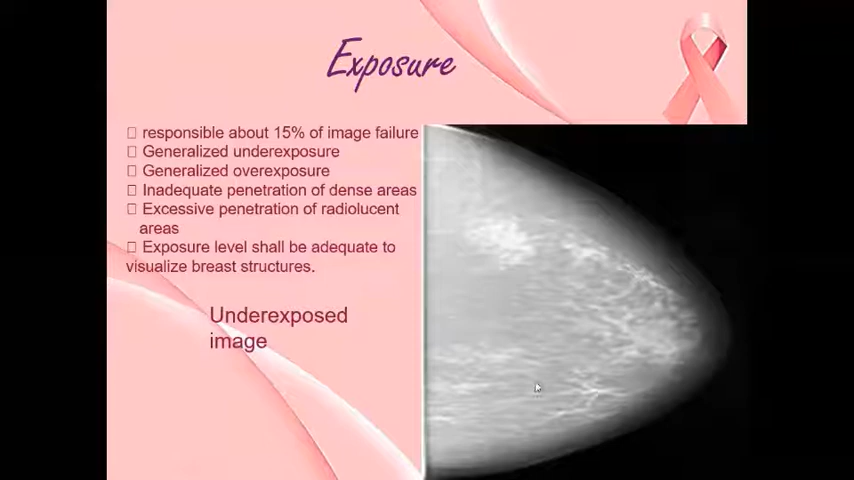 Exposure
□ responsible about 15% of image failure
□ Generalized underexposure
□ Generalized overexposure
□ Inadequate penetration of dense areas
□ Excessive penetration of radiolucent
areas
□ Exposure level shall be adequate to
visualize breast structures.
Underexposed
image